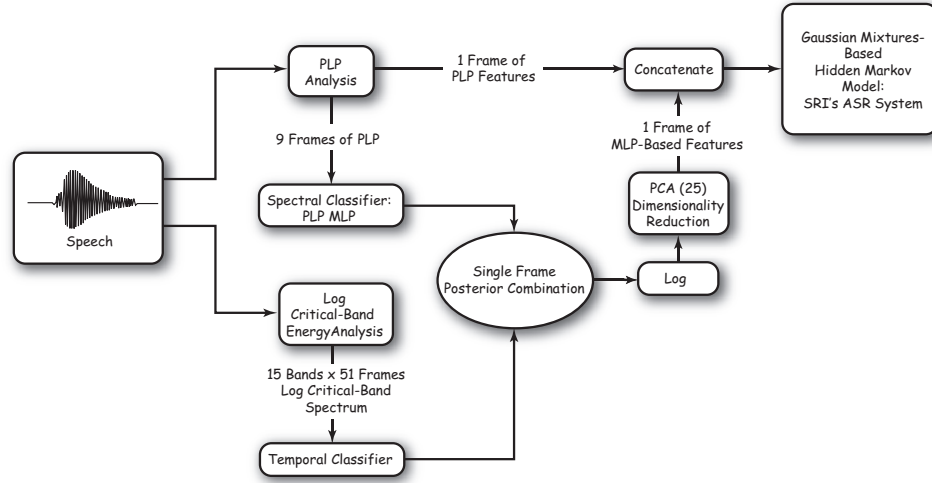 Speech
PLP
Analysis
1 Frame of
PLP Features
Concatenate
Gaussian Mixtures-
Based
Hidden Markov
Model:
SRI's ASR System
9 Frames of PLP
Spectral Classifier:
PLP MLP
1 Frame of
MLP-Based Features
PCA (25)
Dimensionality
Reduction
Single Frame
Posterior Combination
Log
Log
Critical-Band
EnergyAnalysis
15 Bands x 51 Frames
Log Critical-Band
Spectrum
Temporal Classifier